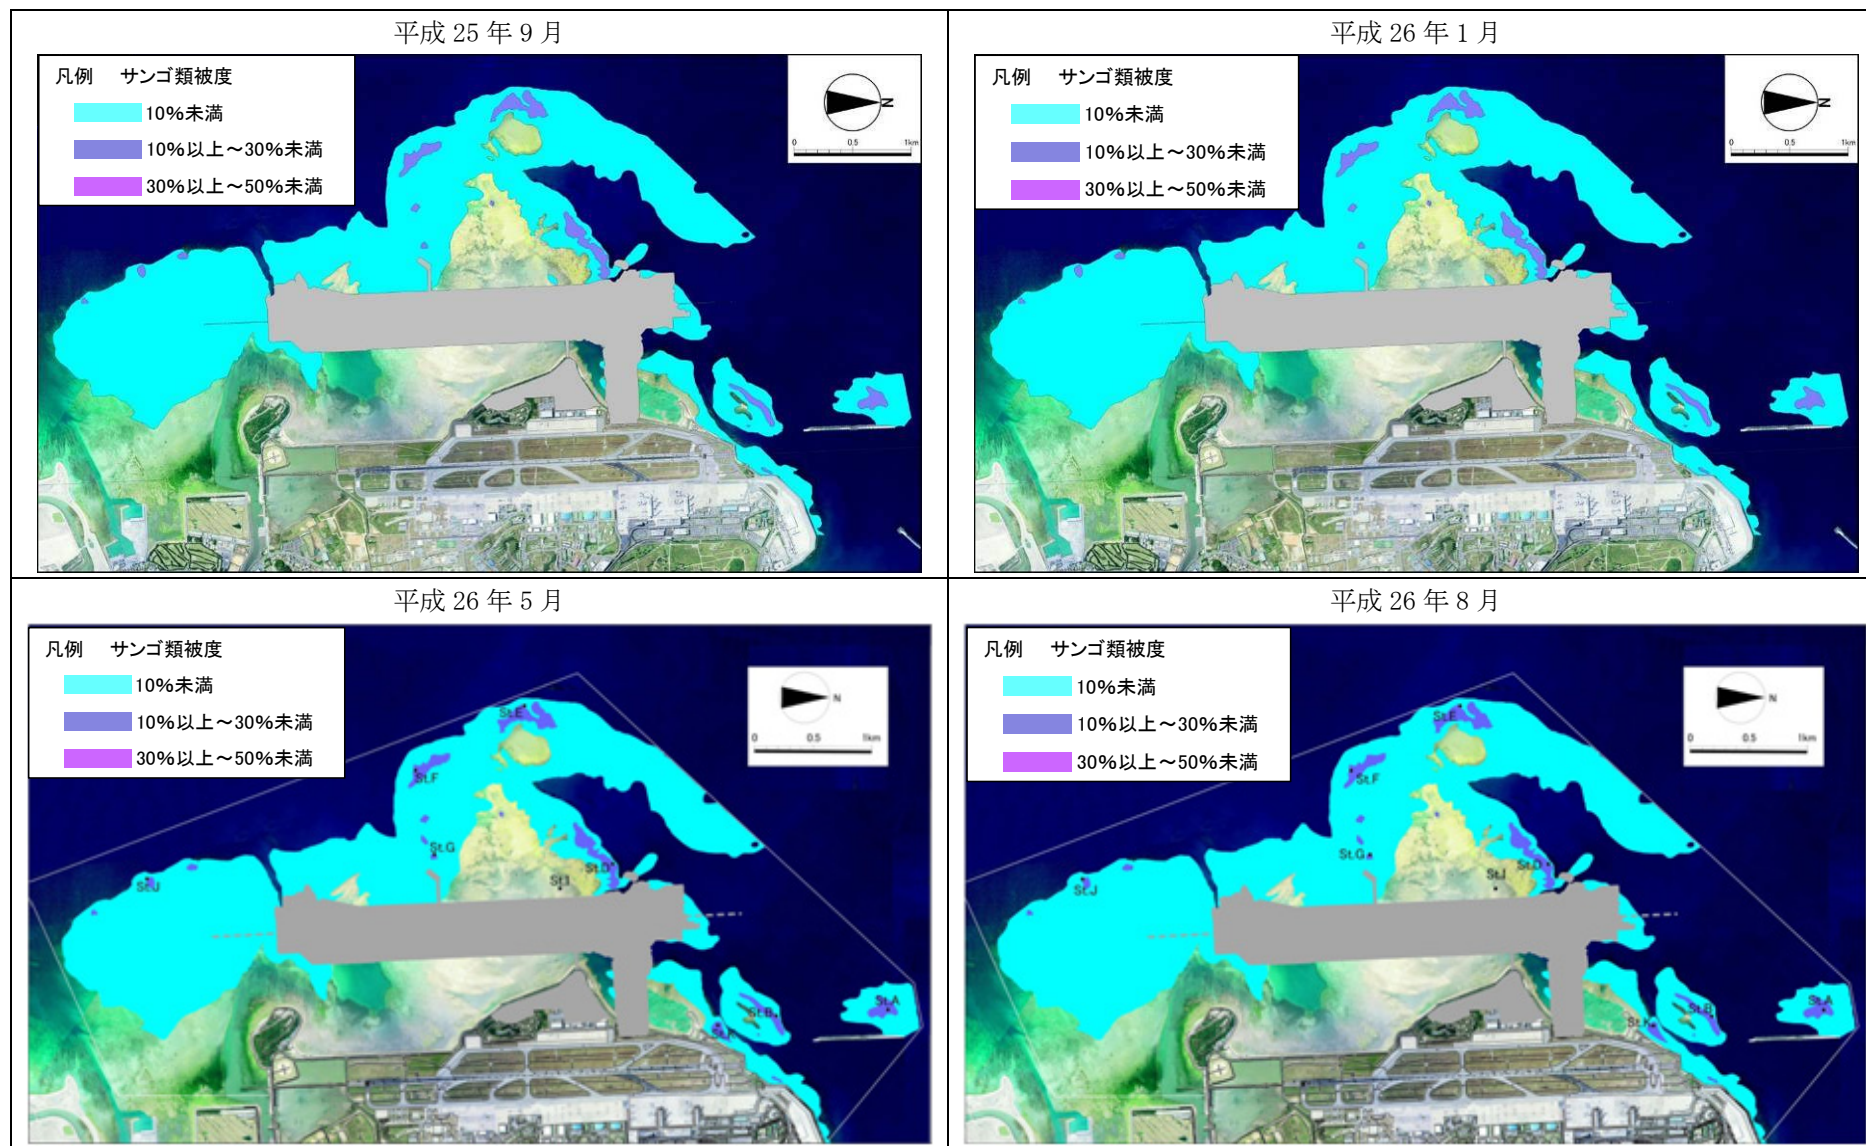 平成 25 年 9 月
凡例 サンゴ類被度
10%未満
10%以上～30%未満
30%以上～50%未満
N
0 0.5 1km
平成 26 年 1 月
凡例 サンゴ類被度
10%未満
10%以上～30%未満
30%以上～50%未満
N
0 0.5 1km
平成 26 年 5 月
凡例 サンゴ類被度
10%未満
10%以上～30%未満
30%以上～50%未満
N
0 0.5 1km
St.E
St.F
St.G
St.D
St.J
St.I
St.A
St.B
St.K
平成 26 年 8 月
凡例 サンゴ類被度
10%未満
10%以上～30%未満
30%以上～50%未満
N
0 0.5 1km
St.E
St.F
St.G
St.D
St.J
St.I
St.A
St.B
St.K